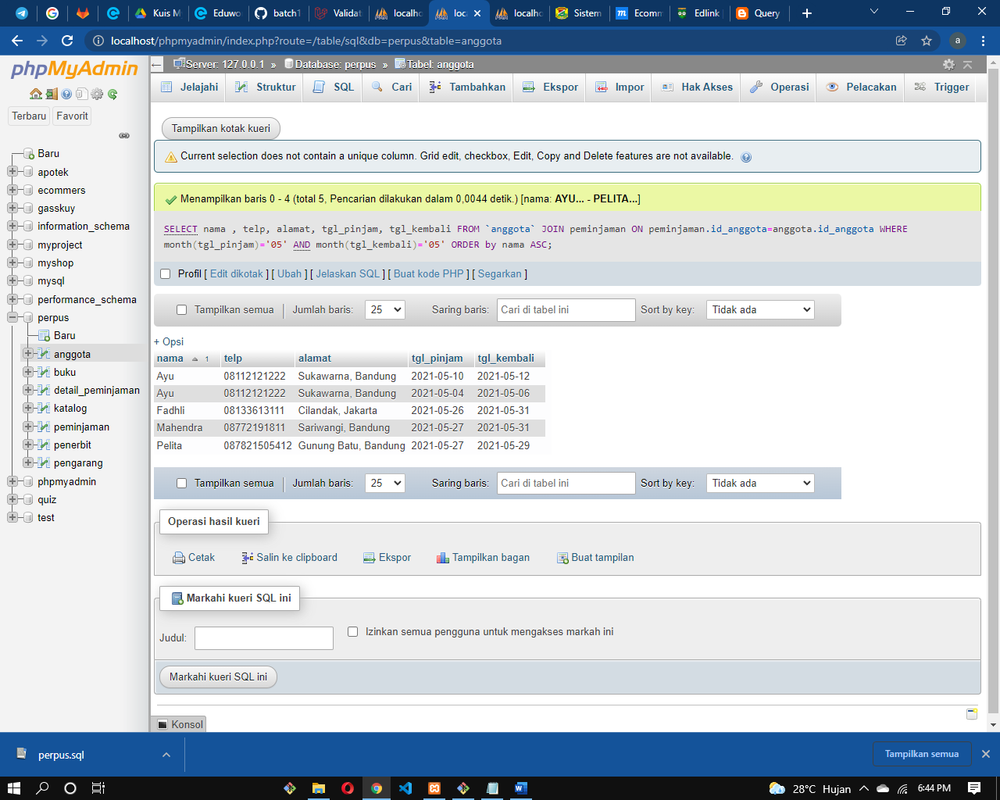 Kuis M
Eduwo
batch1
Validat
localho
loca
localho
Sistem
Ecomm
Edlink
Query
localhost/phpmyadmin/index.php?route=/table/sql&db=perpus&table=anggota
a
phpMyAdmin
Terbaru
Favorit
Baru
apotek
ecommers
gasskuy
information_schema
myproject
myshop
mysql
performance_schema
perpus
Baru
anggota
buku
detail_peminjaman
katalog
peminjaman
penerbit
pengarang
phpmyadmin
quiz
test
Server: 127.0.0.1 » Database: perpus » Tabel: anggota
Jelajahi Struktur SQL Cari Tambahkan Ekspor Impor Hak Akses Operasi Pelacakan Trigger
Tampilkan kotak kueri
Current selection does not contain a unique column. Grid edit, checkbox, Edit, Copy and Delete features are not available.
Menampilkan baris 0 - 4 (total 5, Pencarian dilakukan dalam 0,0044 detik.) [nama: AYU... - PELITA...]
SELECT nama , telp, alamat, tgl_pinjam, tgl_kembali FROM `anggota` JOIN peminjaman ON peminjaman.id_anggota=anggota.id_anggota WHERE
month(tgl_pinjam)='05' AND month(tgl_kembali)='05' ORDER by nama ASC;
Profil [ Edit dikotak ] [ Ubah ] [ Jelaskan SQL ] [ Buat kode PHP ] [ Segarkan ]
Tampilkan semua | Jumlah baris: 25 Saring baris: Cari di tabel ini Sort by key: Tidak ada
+ Opsi
nama 1 telp alamat tgl_pinjam tgl_kembali
Ayu 08112121222 Sukawarna, Bandung 2021-05-10 2021-05-12
Ayu 08112121222 Sukawarna, Bandung 2021-05-04 2021-05-06
Fadhli 08133613111 Cilandak, Jakarta 2021-05-26 2021-05-31
Mahendra 08772191811 Sariwangi, Bandung 2021-05-27 2021-05-31
Pelita 087821505412 Gunung Batu, Bandung 2021-05-27 2021-05-29
Tampilkan semua | Jumlah baris: 25 Saring baris: Cari di tabel ini Sort by key: Tidak ada
Operasi hasil kueri
Cetak Salin ke clipboard Ekspor Tampilkan bagan Buat tampilan
Markahi kueri SQL ini
Judul: Izinkan semua pengguna untuk mengakses markah ini
Markahi kueri SQL ini
Konsol
perpus.sql
Tampilkan semua
28°C Hujan 6:44 PM